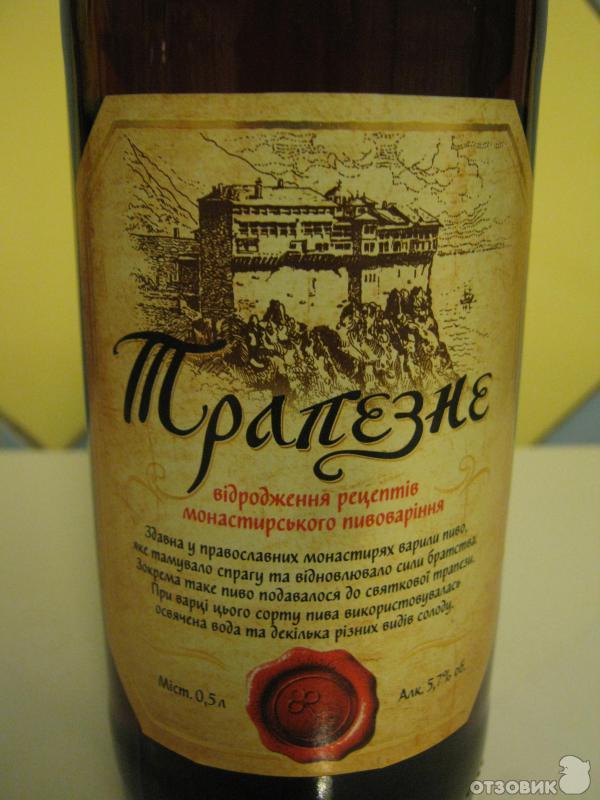 Трапезне
відродження рецептів
монастирського пивоваріння
Здавна у православних монастирях варили пиво,
яке тамувало спрагу та відновлювало сили братства.
Зокрема таке пиво подавалося до святкової трапези.
При варці цього сорту пива використовувалась
освячена вода та декілька різних видів солоду.
Міст. 0,5л
Алк. 5,7% об.
ОТЗОВИК